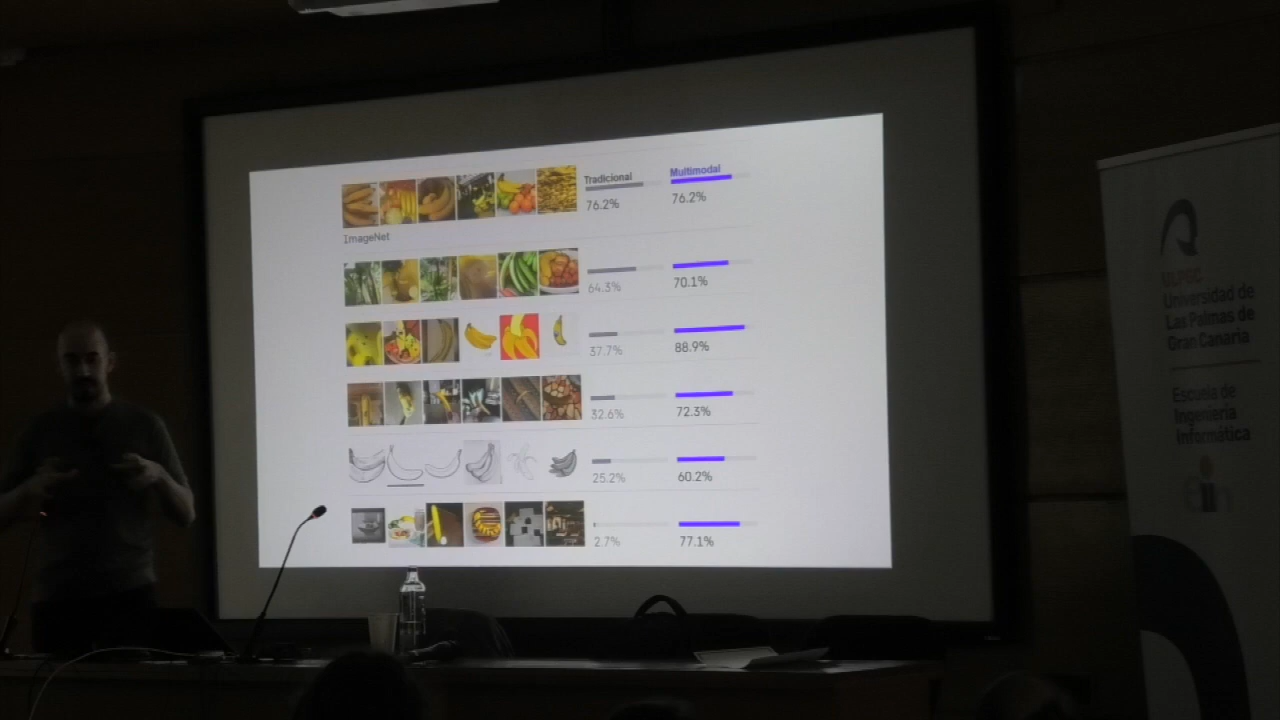 Tradicional
Multimodal
76.2%
76.2%
ImageNet
64.3%
70.1%
37.7%
88.9%
32.6%
72.3%
25.2%
60.2%
2.7%
77.1%
ULPGC
Universidad de
Las Palmas de
Gran Canaria
Escuela de
Ingeniería
Informática